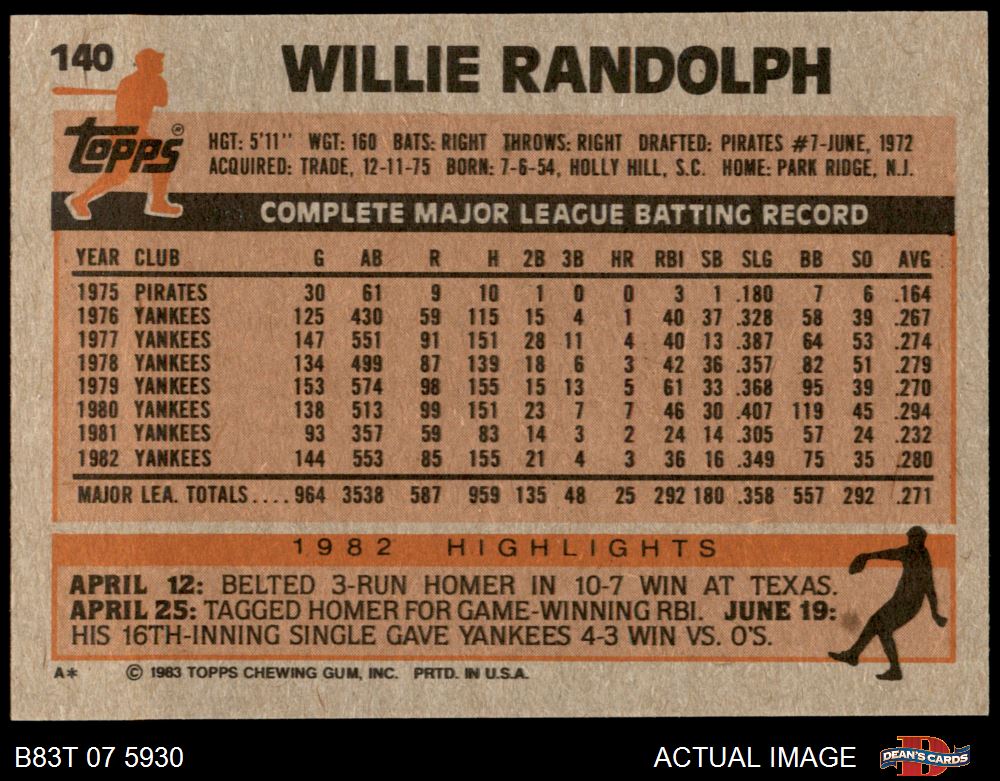 140
WILLIE RANDOLPH
Topps®
HGT: 5'11" WGT: 160 BATS: RIGHT THROWS: RIGHT DRAFTED: PIRATES #7-JUNE, 1972
ACQUIRED: TRADE, 12-11-75 BORN: 7-6-54, HOLLY HILL, S.C. HOME: PARK RIDGE, N.J.
COMPLETE MAJOR LEAGUE BATTING RECORD
YEAR CLUB G AB R H 2B 3B HR RBI SB SLG BB SO AVG
1975 PIRATES 30 61 9 10 1 0 0 3 1 .180 7 6 .164
1976 YANKEES 125 430 59 115 15 4 1 40 37 .328 58 39 .267
1977 YANKEES 147 551 91 151 28 11 4 40 13 .387 64 53 .274
1978 YANKEES 134 499 87 139 18 6 3 42 36 .357 82 51 .279
1979 YANKEES 153 574 98 155 15 13 5 61 33 .368 95 39 .270
1980 YANKEES 138 513 99 151 23 7 7 46 30 .407 119 45 .294
1981 YANKEES 93 357 59 83 14 3 2 24 14 .305 57 24 .232
1982 YANKEES 144 553 85 155 21 4 3 36 16 .349 75 35 .280
MAJOR LEA. TOTALS.... 964 3538 587 959 135 48 25 292 180 .358 557 292 .271
1982 HIGHLIGHTS
APRIL 12: BELTED 3-RUN HOMER IN 10-7 WIN AT TEXAS.
APRIL 25: TAGGED HOMER FOR GAME-WINNING RBI. JUNE 19:
HIS 16TH-INNING SINGLE GAVE YANKEES 4-3 WIN VS. O'S.
A* © 1983 TOPPS CHEWING GUM, INC. PRTD. IN U.S.A.
B83T 07 5930 ACTUAL IMAGE DEAN'S CARDS